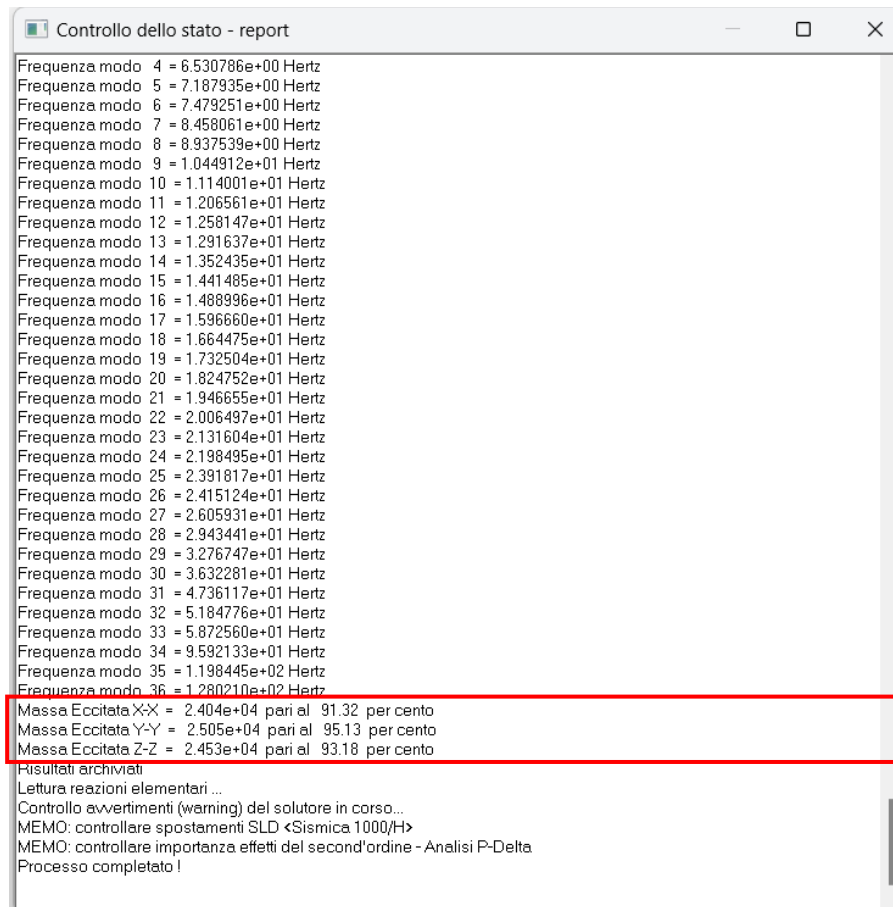 Controllo dello stato - report
Frequenza modo 4 = 6.530786e+00 Hertz
Frequenza modo 5 = 7.187935e+00 Hertz
Frequenza modo 6 = 7.479251e+00 Hertz
Frequenza modo 7 = 8.458061e+00 Hertz
Frequenza modo 8 = 8.937539e+00 Hertz
Frequenza modo 9 = 1.044912e+01 Hertz
Frequenza modo 10 = 1.114001e+01 Hertz
Frequenza modo 11 = 1.206561e+01 Hertz
Frequenza modo 12 = 1.258147e+01 Hertz
Frequenza modo 13 = 1.291637e+01 Hertz
Frequenza modo 14 = 1.352435e+01 Hertz
Frequenza modo 15 = 1.441485e+01 Hertz
Frequenza modo 16 = 1.488996e+01 Hertz
Frequenza modo 17 = 1.596660e+01 Hertz
Frequenza modo 18 = 1.664475e+01 Hertz
Frequenza modo 19 = 1.732504e+01 Hertz
Frequenza modo 20 = 1.824752e+01 Hertz
Frequenza modo 21 = 1.946655e+01 Hertz
Frequenza modo 22 = 2.006497e+01 Hertz
Frequenza modo 23 = 2.131604e+01 Hertz
Frequenza modo 24 = 2.198495e+01 Hertz
Frequenza modo 25 = 2.391817e+01 Hertz
Frequenza modo 26 = 2.415124e+01 Hertz
Frequenza modo 27 = 2.605931e+01 Hertz
Frequenza modo 28 = 2.943441e+01 Hertz
Frequenza modo 29 = 3.276747e+01 Hertz
Frequenza modo 30 = 3.632281e+01 Hertz
Frequenza modo 31 = 4.736117e+01 Hertz
Frequenza modo 32 = 5.184776e+01 Hertz
Frequenza modo 33 = 5.872560e+01 Hertz
Frequenza modo 34 = 9.592133e+01 Hertz
Frequenza modo 35 = 1.198445e+02 Hertz
Frequenza modo 36 = 1.280210e+02 Hertz
Massa Eccitata X-X = 2.404e+04 pari al 91.32 per cento
Massa Eccitata Y-Y = 2.505e+04 pari al 95.13 per cento
Massa Eccitata Z-Z = 2.453e+04 pari al 93.18 per cento
Risultati archiviati
Lettura reazioni elementari ...
Controllo avvertimenti (warning) del solutore in corso...
MEMO: controllare spostamenti SLD <Sismica 1000/H>
MEMO: controllare importanza effetti del second'ordine - Analisi P-Delta
Processo completato !